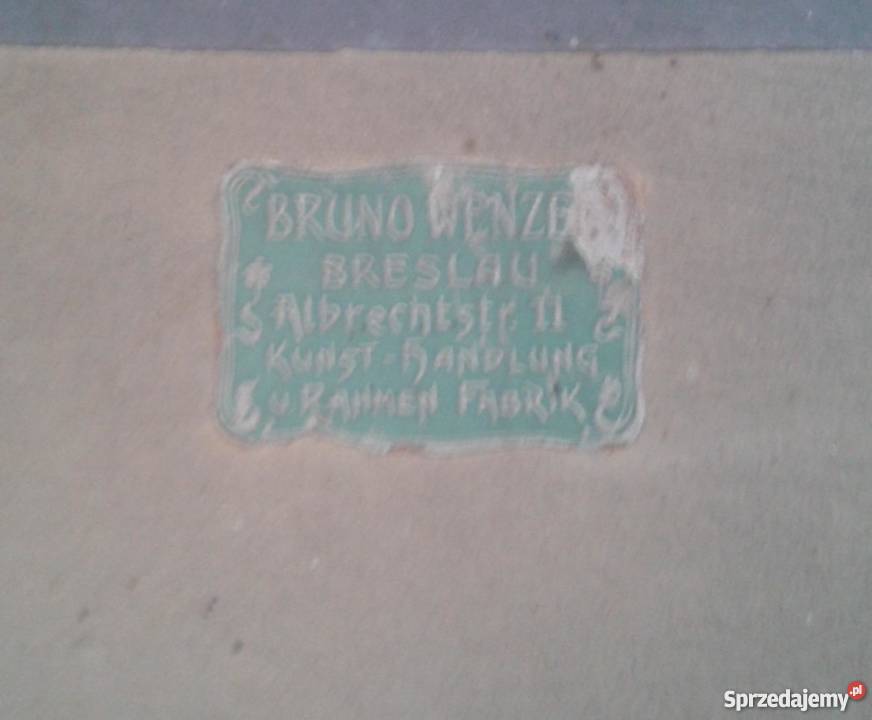 BRUNO WENZE
BRESLAU
Albrechtstr. 11
KUNST-HANDLUNG
u. RAHMEN FABRIK
Sprzedajemy.pl